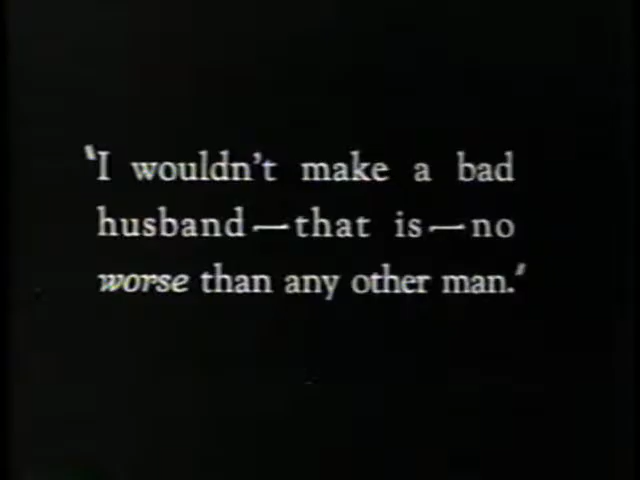 'I wouldn't make a bad
husband—that is—no
worse than any other man.'